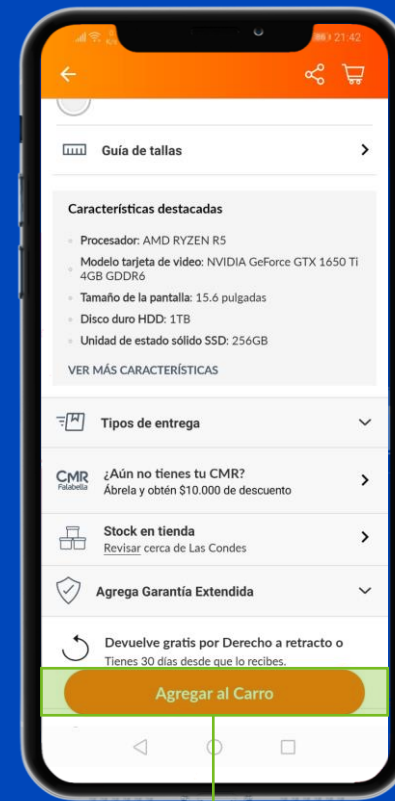 21:42
Guía de tallas
Características destacadas
Procesador: AMD RYZEN R5
Modelo tarjeta de video: NVIDIA GeForce GTX 1650 Ti
4GB GDDR6
Tamaño de la pantalla: 15.6 pulgadas
Disco duro HDD: 1TB
Unidad de estado sólido SSD: 256GB
VER MÁS CARACTERÍSTICAS
Tipos de entrega
CMR
Falabella
¿Aún no tienes tu CMR?
Ábrela y obtén $10.000 de descuento
Stock en tienda
Revisar cerca de Las Condes
Agrega Garantía Extendida
Devuelve gratis por Derecho a retracto o
Tienes 30 días desde que lo recibes.
Agregar al Carro